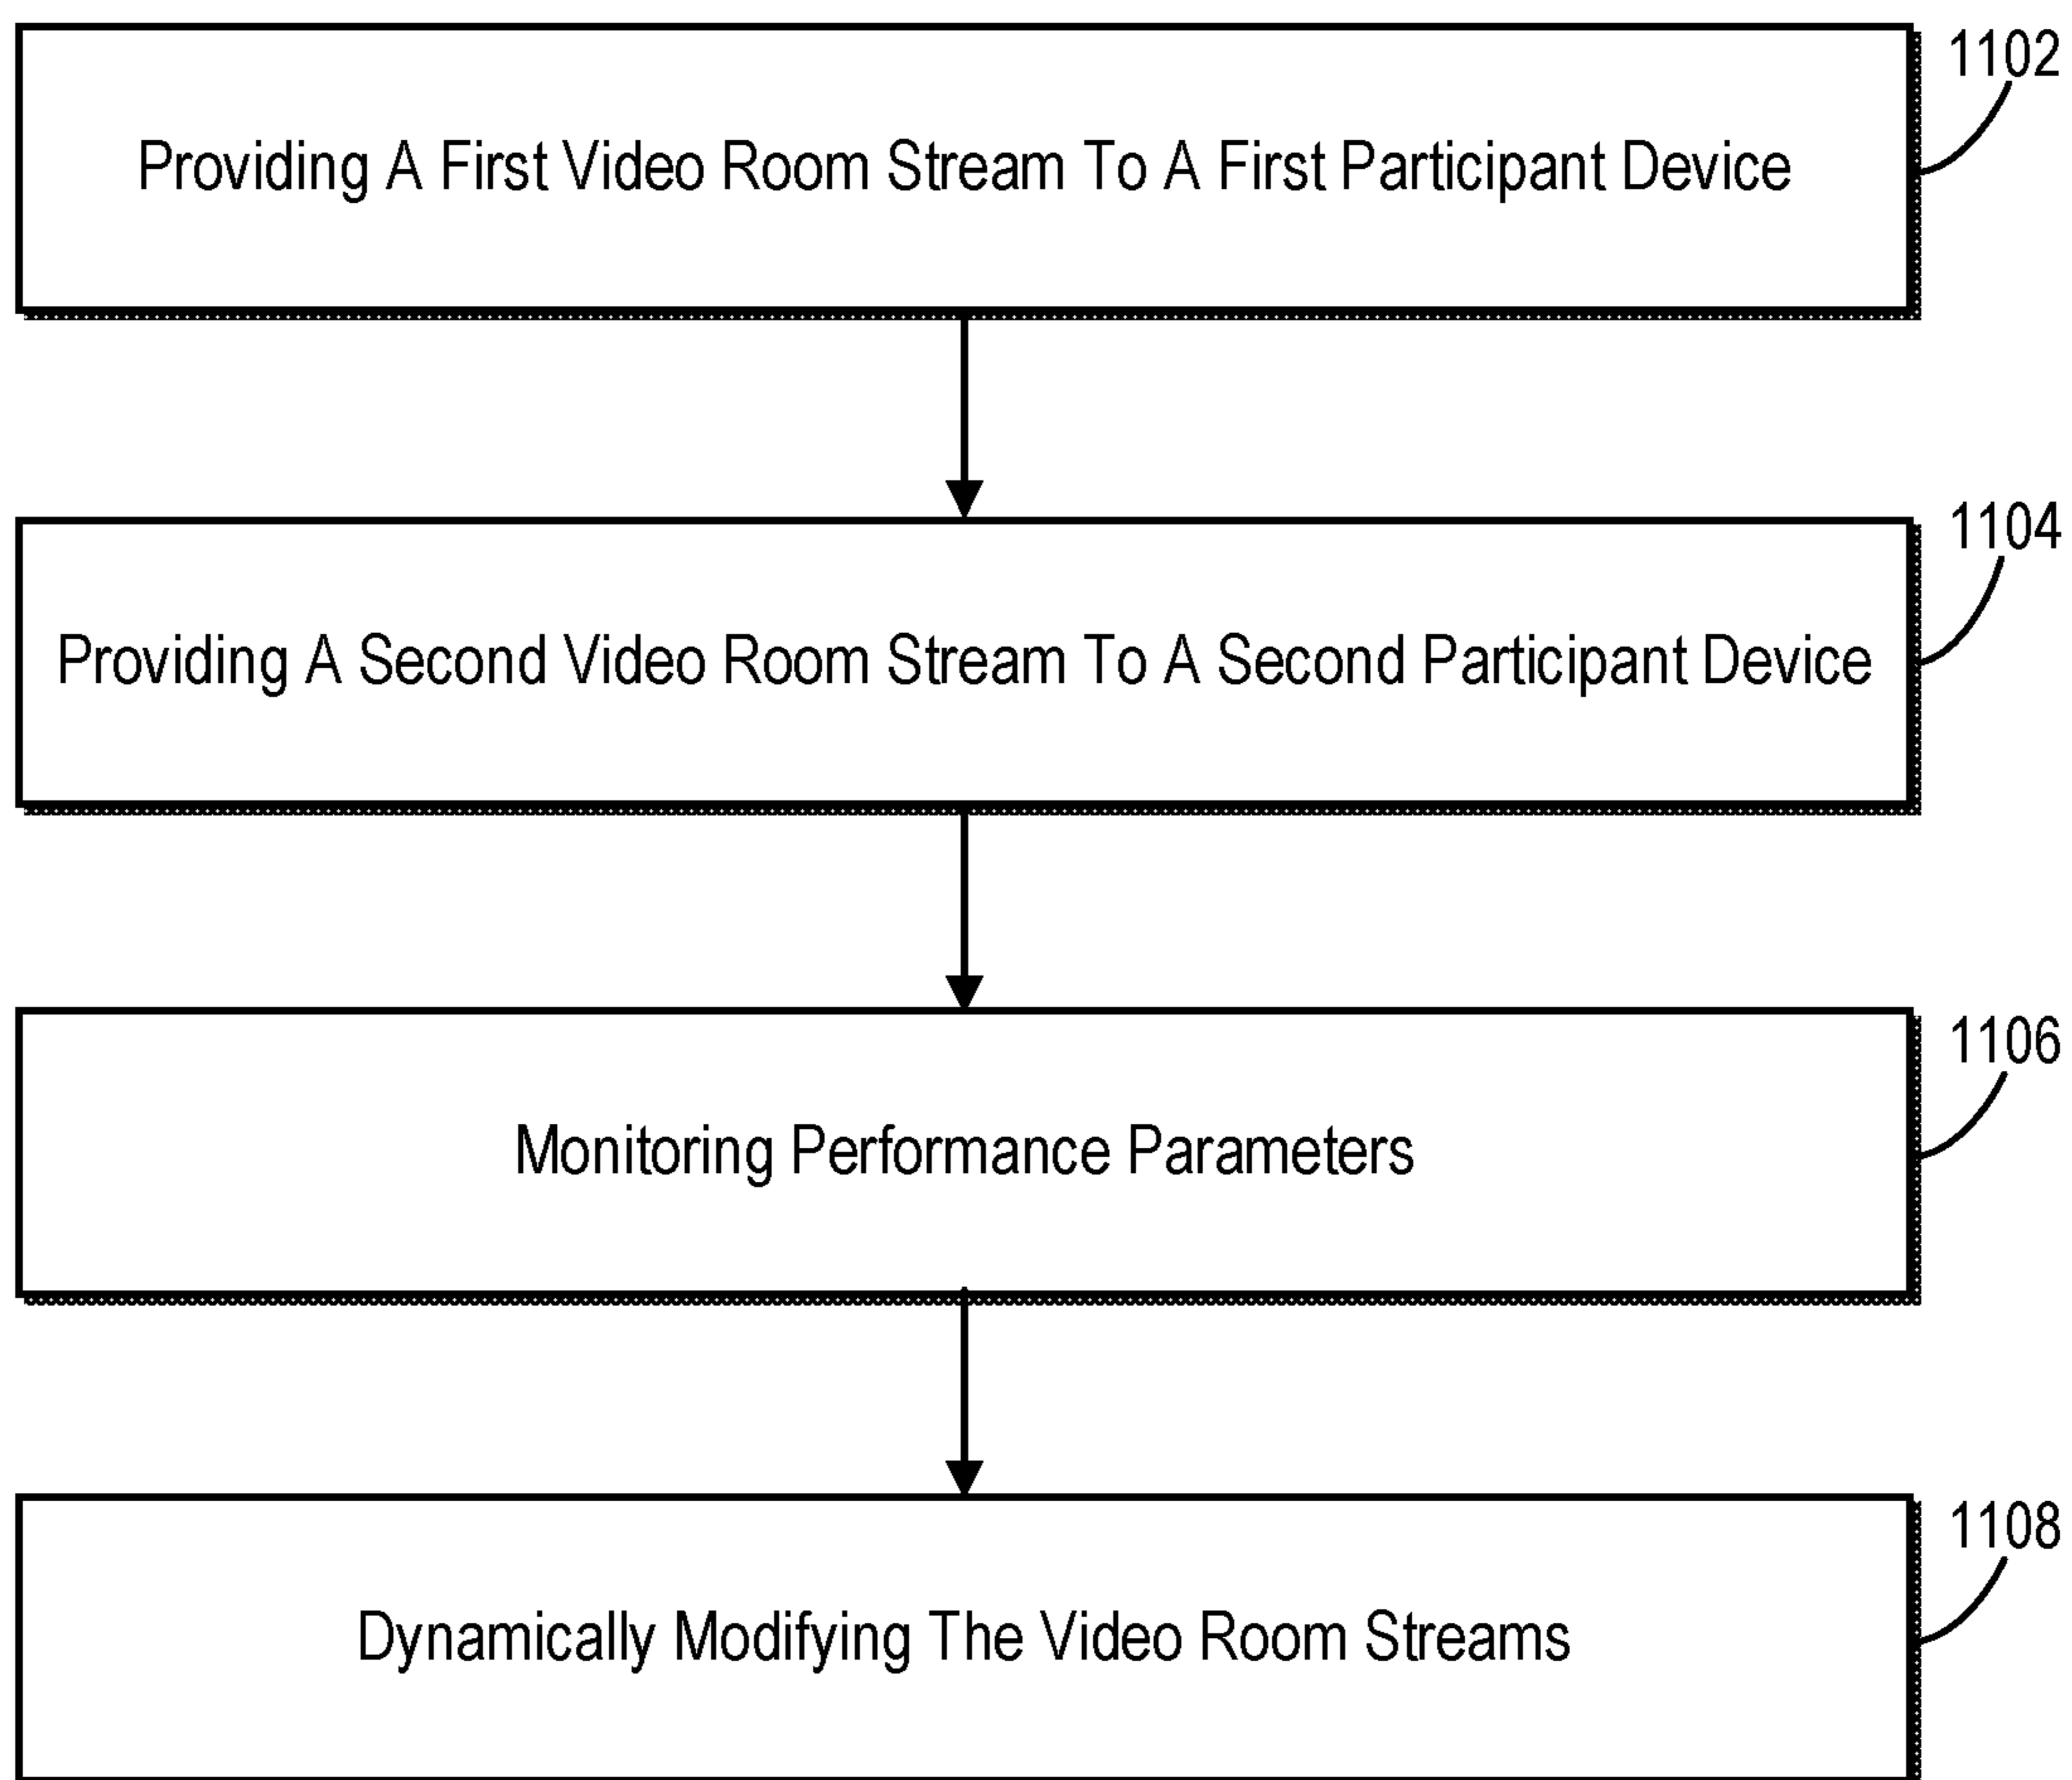 1102
Providing A First Video Room Stream To A First Participant Device
1104
Providing A Second Video Room Stream To A Second Participant Device
1106
Monitoring Performance Parameters
1108
Dynamically Modifying The Video Room Streams